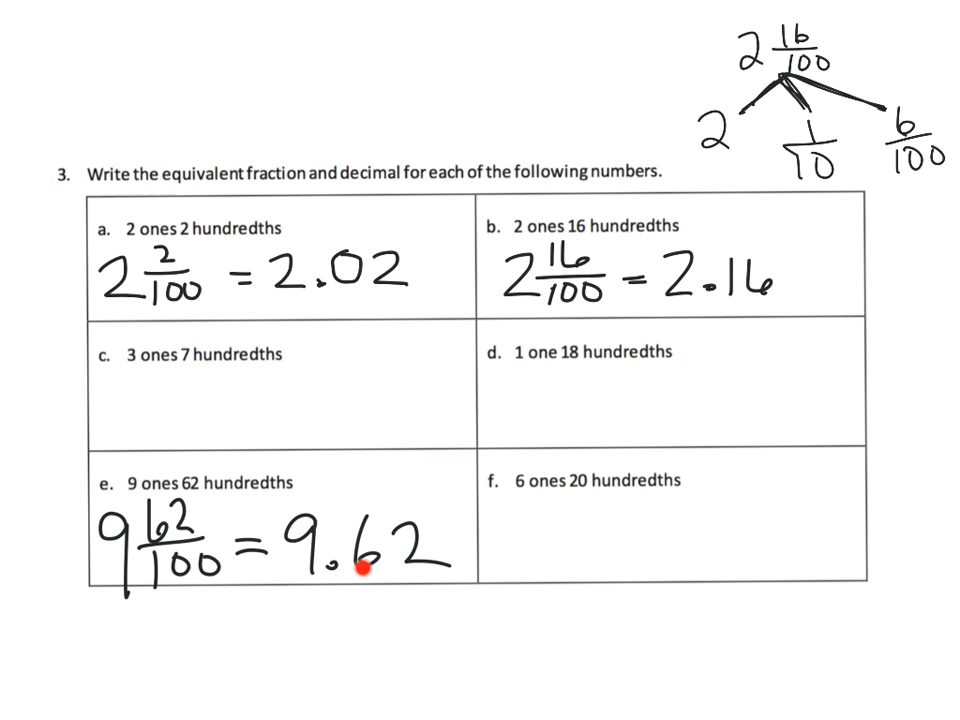 2 16/100
2 1/10 6/100
3. Write the equivalent fraction and decimal for each of the following numbers.
a. 2 ones 2 hundredths
2 2/100 = 2.02
b. 2 ones 16 hundredths
2 16/100 = 2.16
c. 3 ones 7 hundredths
d. 1 one 18 hundredths
e. 9 ones 62 hundredths
9 62/100 = 9.62
f. 6 ones 20 hundredths